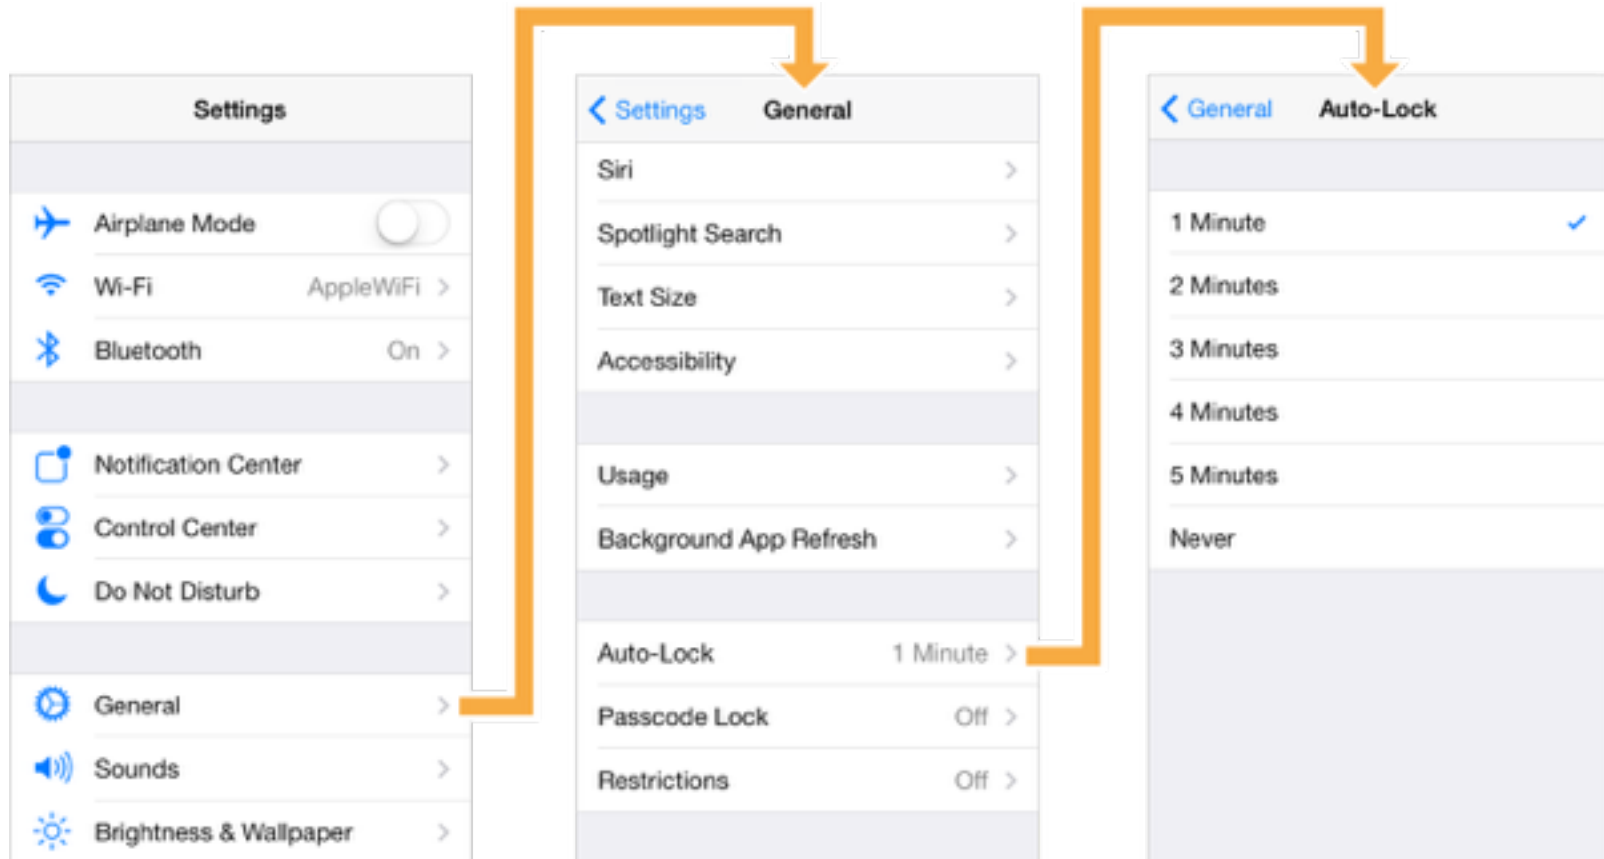 Settings
Airplane Mode
Wi-Fi AppleWiFi
Bluetooth On
Notification Center
Control Center
Do Not Disturb
General
Sounds
Brightness & Wallpaper
Settings General
Siri
Spotlight Search
Text Size
Accessibility
Usage
Background App Refresh
Auto-Lock 1 Minute
Passcode Lock Off
Restrictions Off
General Auto-Lock
1 Minute
2 Minutes
3 Minutes
4 Minutes
5 Minutes
Never